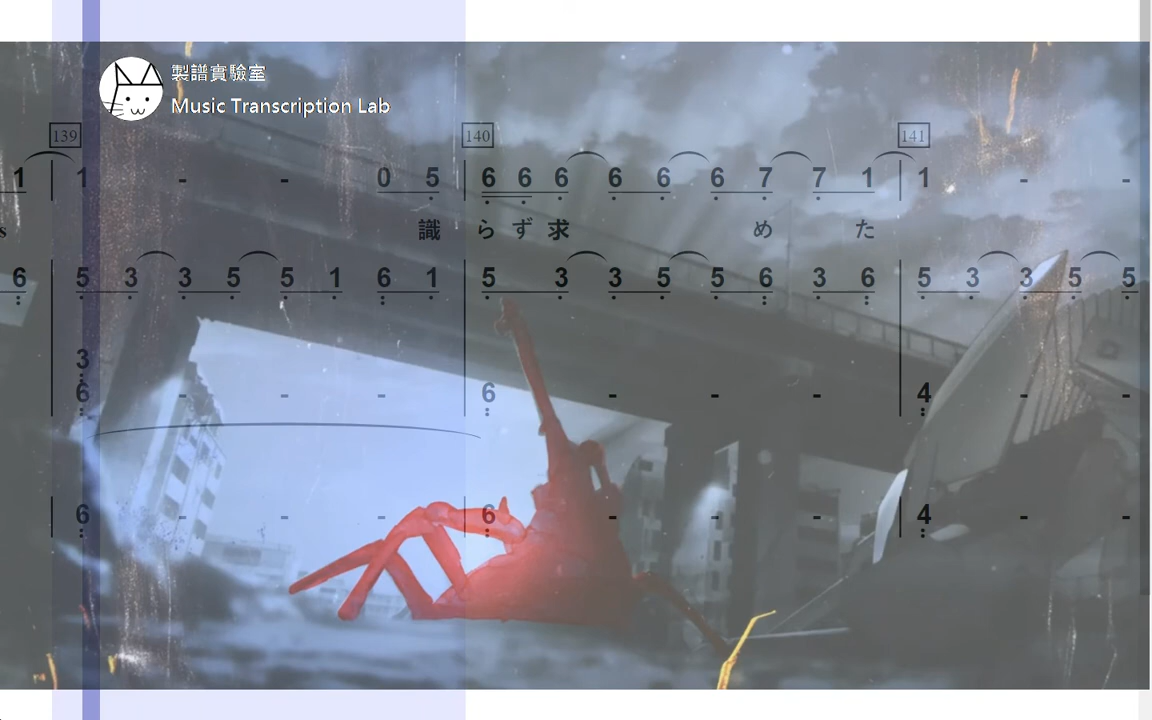 製譜實驗室
Music Transcription Lab
139 140 141
1 1 - - 0 5 6 6 6 6 6 6 7 7 1 1 - -
s 識 らず求 め た
6 5 3 3 5 5 1 6 1 5 3 3 5 5 6 3 6 5 3 3 5 5
3
6 - - - 6 - - - 4 - -
6 - - - 6 - - - 4 - -